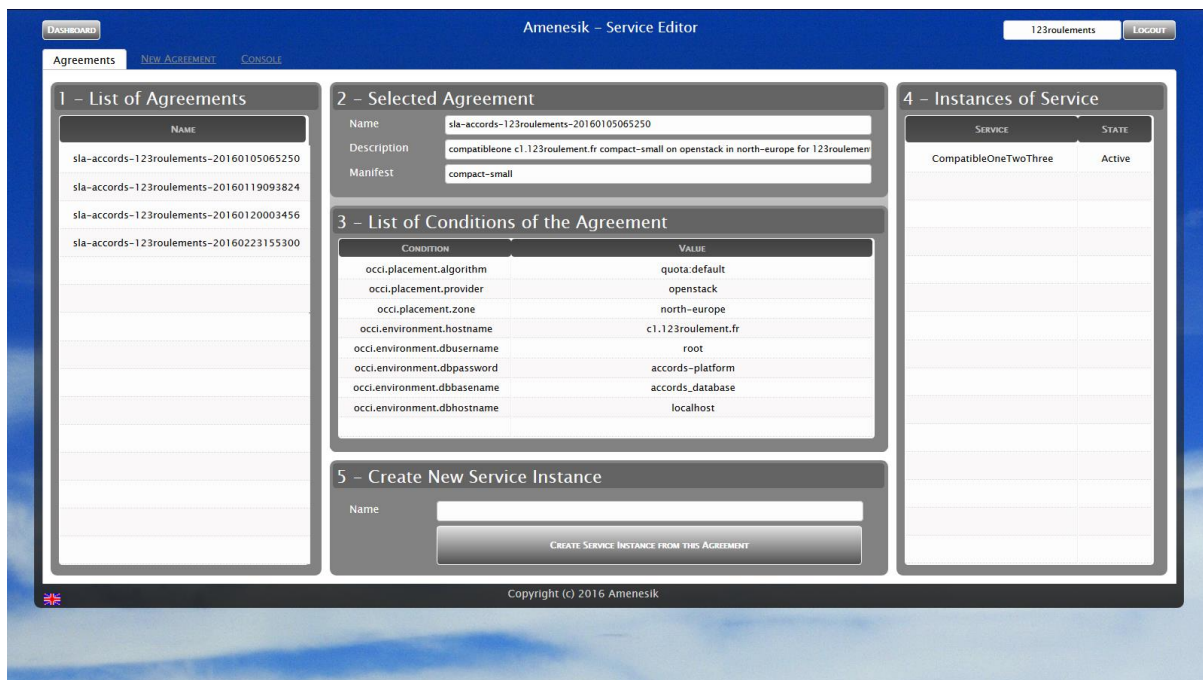 DASHBOARD
Amenesik - Service Editor
123roulements
LOGOUT
Agreements
NEW AGREEMENT
CONSOLE
1 - List of Agreements
NAME
sla-accords-123roulements-20160105065250
sla-accords-123roulements-20160119093824
sla-accords-123roulements-20160120003456
sla-accords-123roulements-20160223155300
2 - Selected Agreement
Name sla-accords-123roulements-20160105065250
Description compatibleone c1.123roulement.fr compact-small on openstack in north-europe for 123roulemen
Manifest compact-small
3 - List of Conditions of the Agreement
CONDITION VALUE
occi.placement.algorithm quota:default
occi.placement.provider openstack
occi.placement.zone north-europe
occi.environment.hostname c1.123roulement.fr
occi.environment.dbusername root
occi.environment.dbpassword accords-platform
occi.environment.dbbasename accords_database
occi.environment.dbhostname localhost
5 - Create New Service Instance
Name
CREATE SERVICE INSTANCE FROM THIS AGREEMENT
4 - Instances of Service
SERVICE STATE
CompatibleOneTwoThree Active
Copyright (c) 2016 Amenesik